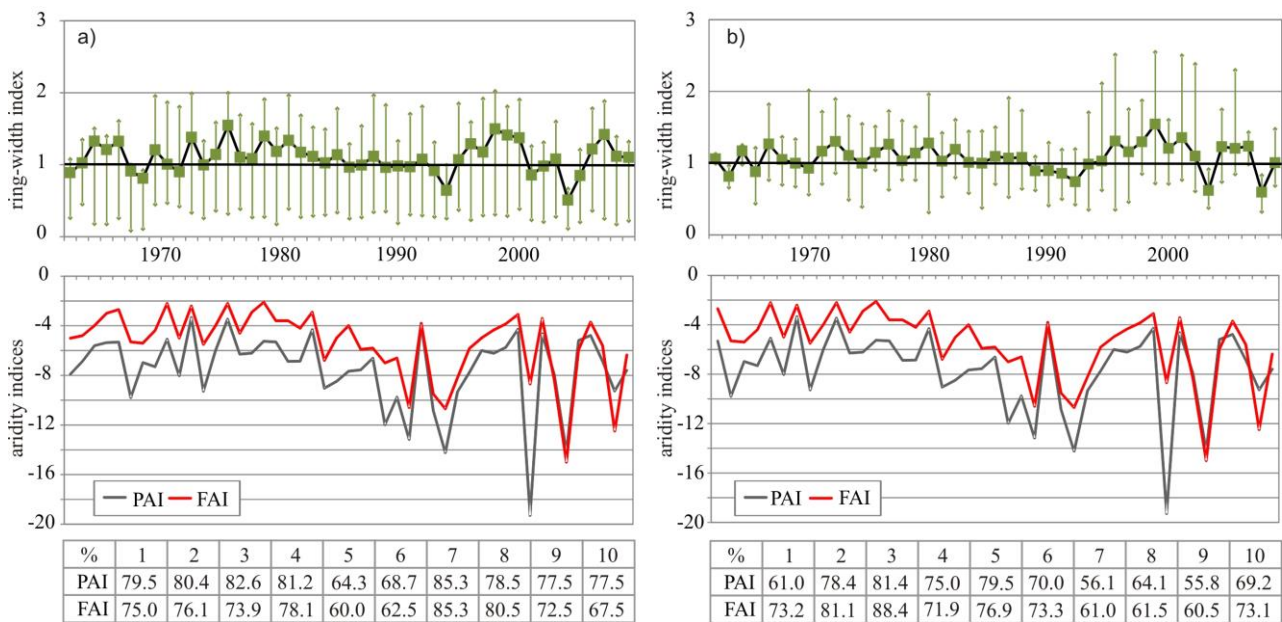 a)
ring-width index
3
2
1
0
1970 1980 1990 2000
aridity indices
0
-4
-8
-12
-16
-20
PAI FAI
% 1 2 3 4 5 6 7 8 9 10
PAI 79.5 80.4 82.6 81.2 64.3 68.7 85.3 78.5 77.5 77.5
FAI 75.0 76.1 73.9 78.1 60.0 62.5 85.3 80.5 72.5 67.5
b)
ring-width index
3
2
1
0
1970 1980 1990 2000
aridity indices
0
-4
-8
-12
-16
-20
PAI FAI
% 1 2 3 4 5 6 7 8 9 10
PAI 61.0 78.4 81.4 75.0 79.5 70.0 56.1 64.1 55.8 69.2
FAI 73.2 81.1 88.4 71.9 76.9 73.3 61.0 61.5 60.5 73.1